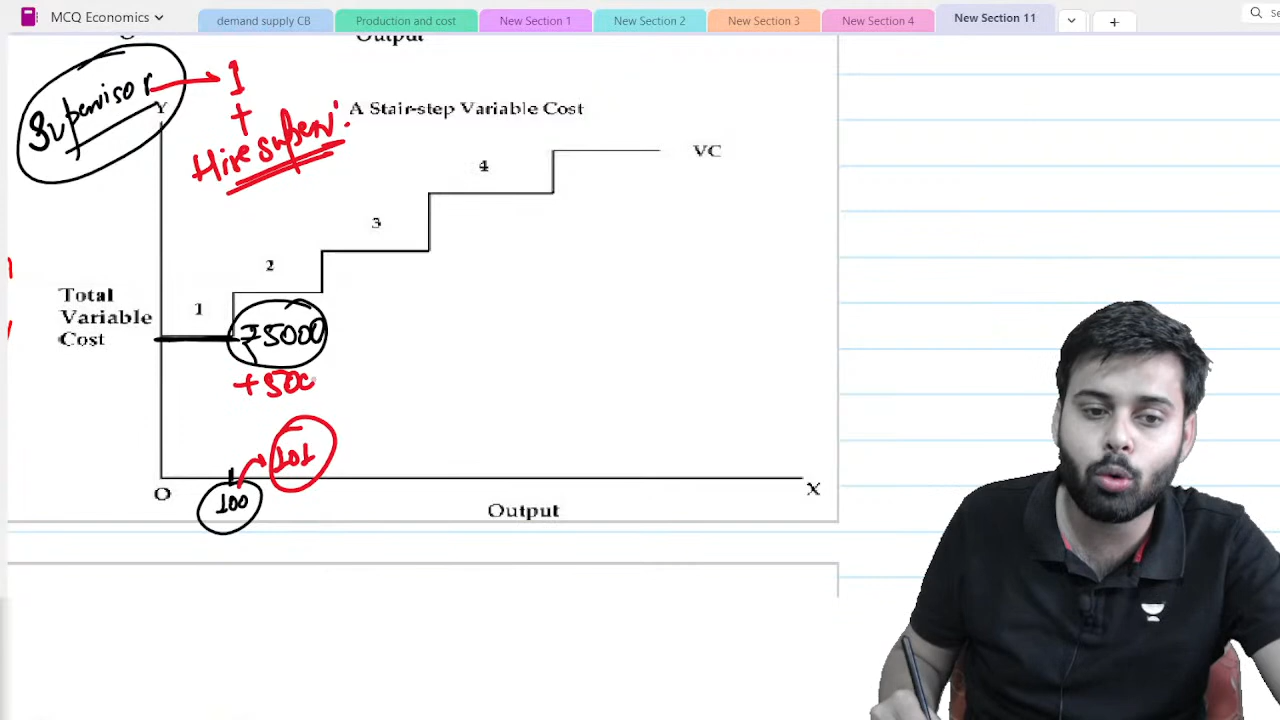 MCQ Economics
demand supply CB
Production and cost
New Section 1
New Section 2
New Section 3
New Section 4
New Section 11
Output
Supervisor → 1
+
Hire superv.
Y
A Stair-step Variable Cost
VC
4
3
2
1
Total
Variable
Cost
₹5000
101
O
100
Output
X